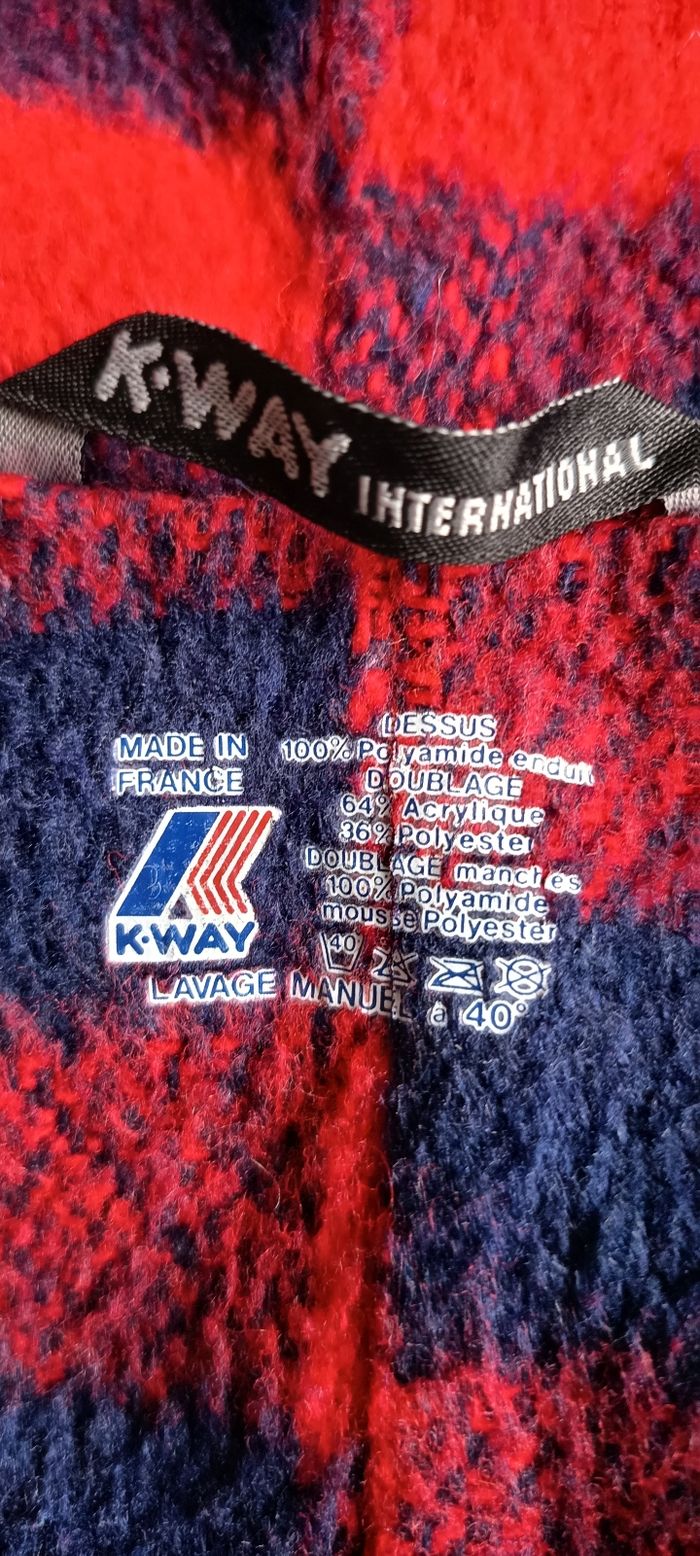 K·WAY INTERNATIONAL
MADE IN
FRANCE
K·WAY
DESSUS
100% Polyamide enduit
DOUBLAGE
64% Acrylique
36% Polyester
DOUBLAGE manches
100% Polyamide
mousse Polyester
40
LAVAGE MANUEL à 40°